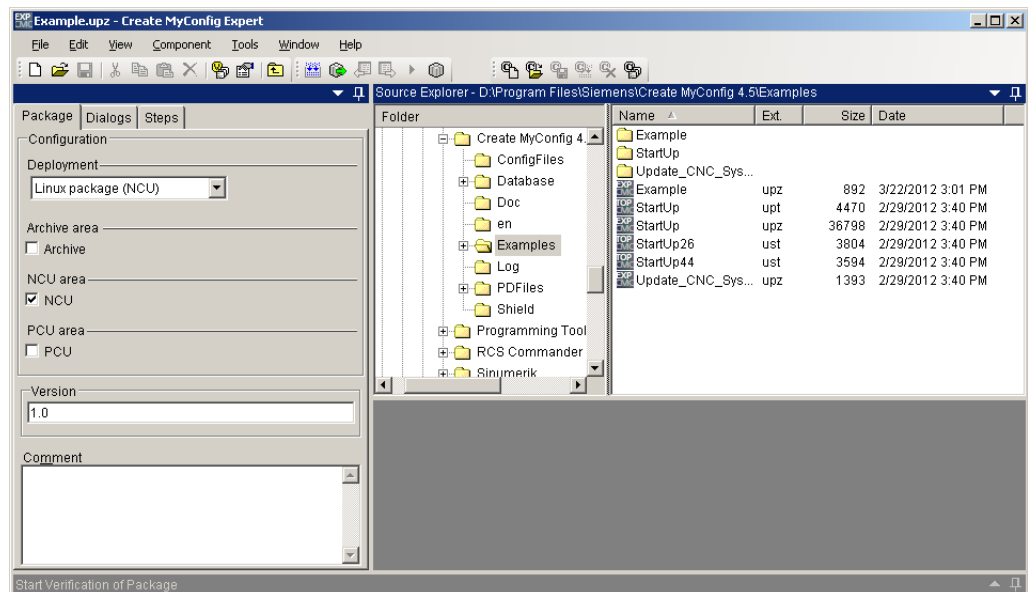 Example.upz - Create MyConfig Expert
File Edit View Component Tools Window Help
Source Explorer - D:\Program Files\Siemens\Create MyConfig 4.5\Examples
Package Dialogs Steps
Configuration
Deployment
Linux package (NCU)
Archive area
Archive
NCU area
NCU
PCU area
PCU
Version
1.0
Comment
Folder
Create MyConfig 4.
ConfigFiles
Database
Doc
en
Examples
Log
PDFiles
Shield
Programming Tool
RCS Commander
Sinumerik
Name Ext. Size Date
Example
StartUp
Update_CNC_Sys...
Example upz 892 3/22/2012 3:01 PM
StartUp upt 4470 2/29/2012 3:40 PM
StartUp upz 36798 2/29/2012 3:40 PM
StartUp26 ust 3804 2/29/2012 3:40 PM
StartUp44 ust 3594 2/29/2012 3:40 PM
Update_CNC_Sys... upz 1393 2/29/2012 3:40 PM
Start Verification of Package